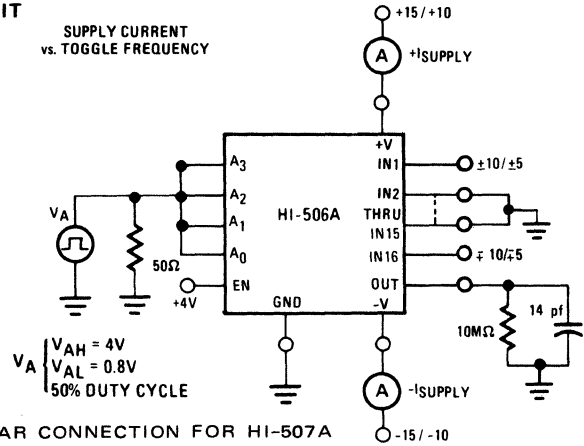 IT
SUPPLY CURRENT
vs. TOGGLE FREQUENCY
+15/+10
A
+ISUPPLY
+V
A3
A2
A1
A0
EN
GND
HI-506A
IN1
IN2
THRU
IN15
IN16
OUT
-V
±10/±5
∓10/∓5
VA
50Ω
+4V
10MΩ
14 pf
VA
VAH = 4V
VAL = 0.8V
50% DUTY CYCLE
A
-ISUPPLY
-15/-10
AR CONNECTION FOR HI-507A